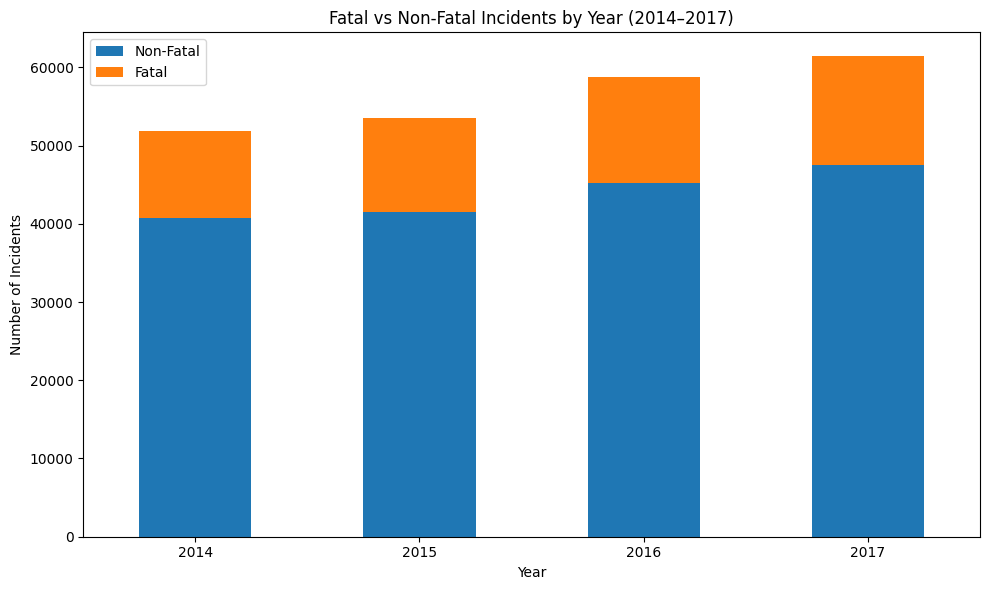 Fatal vs Non-Fatal Incidents by Year (2014–2017)
Non-Fatal
Fatal
Number of Incidents
60000
50000
40000
30000
20000
10000
0
2014 2015 2016 2017
Year